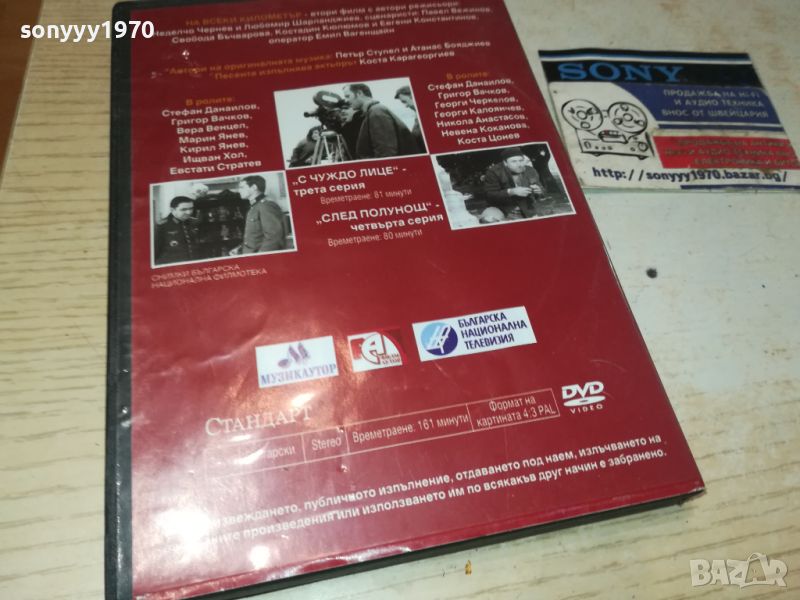 sonyyy1970
НА ВСЕКИ КИЛОМЕТЪР - втори филм с автори режисьори:
Неделчо Чернев и Любомир Шарланджиев, сценаристи: Павел Вежинов,
Свобода Бъчварова, Костадин Кюлюмов и Евгени Константинов,
оператор Емил Вагенщайн
Автори на оригиналната музика: Петър Ступел и Атанас Бояджиев
Песента изпълнява актьорът Коста Карагеоргиев
В ролите:
Стефан Данаилов,
Григор Вачков,
Вера Венцел,
Марин Янев,
Кирил Янев,
Ищван Хол,
Евстати Стратев
В ролите:
Стефан Данаилов,
Григор Вачков,
Георги Черкелов,
Георги Калоянчев,
Никола Анастасов,
Невена Коканова,
Коста Цонев
„С ЧУЖДО ЛИЦЕ“ -
трета серия
Времетраене: 81 минути
„СЛЕД ПОЛУНОЩ“ -
четвърта серия
Времетраене: 80 минути
СНИМКИ БЪЛГАРСКА
НАЦИОНАЛНА ФИЛМОТЕКА
МУЗИКАУТОР
БЪЛГАРСКА
НАЦИОНАЛНА
ТЕЛЕВИЗИЯ
СТАНДАРТ
Stereo
Времетраене: 161 минути
Формат на
картината 4:3 PAL
DVD
VIDEO
публичното изпълнение, отдаването под наем, излъчването на
произведения или използването им по всякакъв друг начин е забранено.
SONY
ПРОДАЖБА НА HI-FI
И АУДИО ТЕХНИКА
ВНОС ОТ ШВЕЙЦАРИЯ
http://sonyyy1970.bazar.bg/
BAZAR
.bg